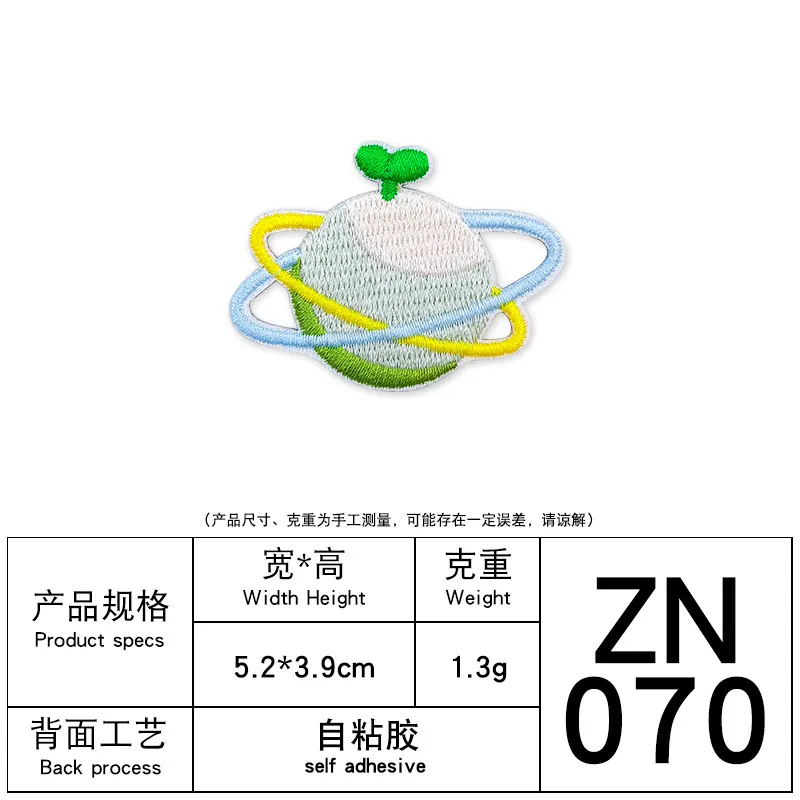 （产品尺寸、克重为手工测量，可能存在一定误差，请谅解）
产品规格
Product specs
宽*高
Width Height
克重
Weight
5.2*3.9cm
1.3g
背面工艺
Back process
自粘胶
self adhesive
ZN
070